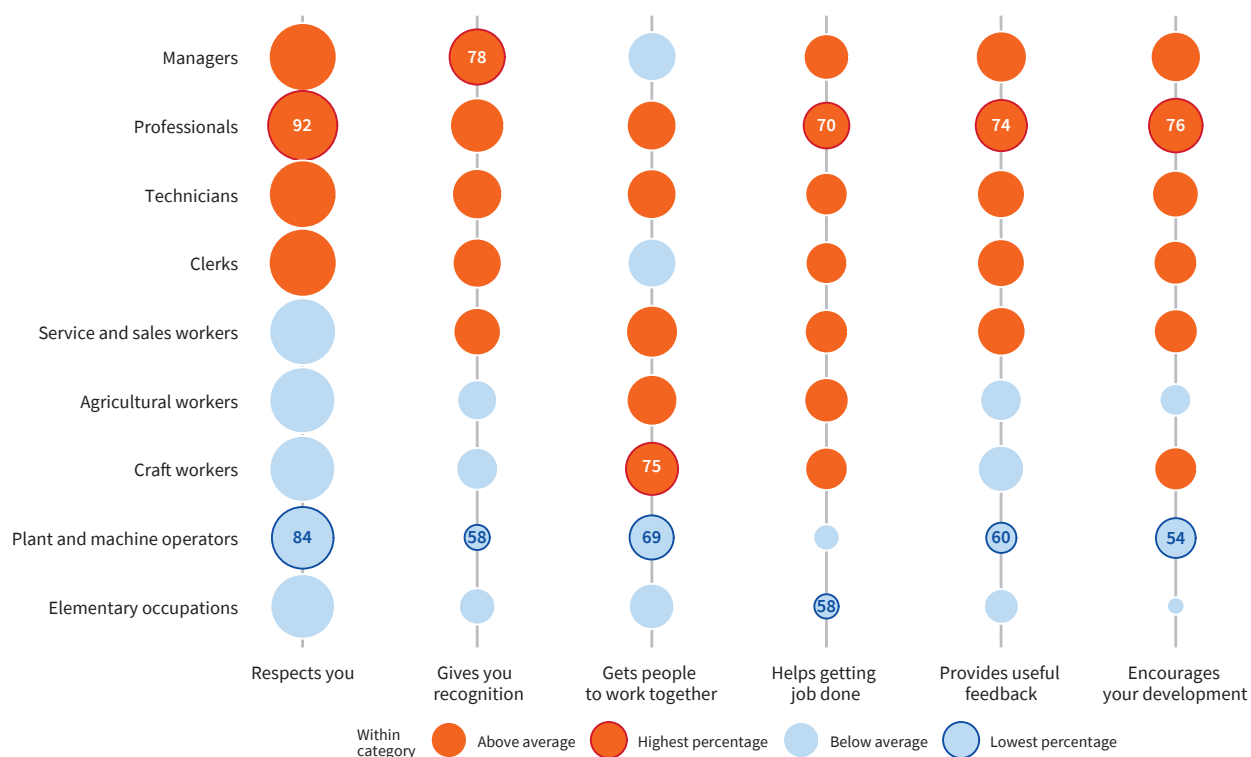 Managers
78
Professionals
92
70
74
76
Technicians
Clerks
Service and sales workers
Agricultural workers
Craft workers
75
Plant and machine operators
84
58
69
60
54
Elementary occupations
58
Respects you
Gives you
recognition
Gets people
to work together
Helps getting
job done
Provides useful
feedback
Encourages
your development
Within
category
Above average
Highest percentage
Below average
Lowest percentage